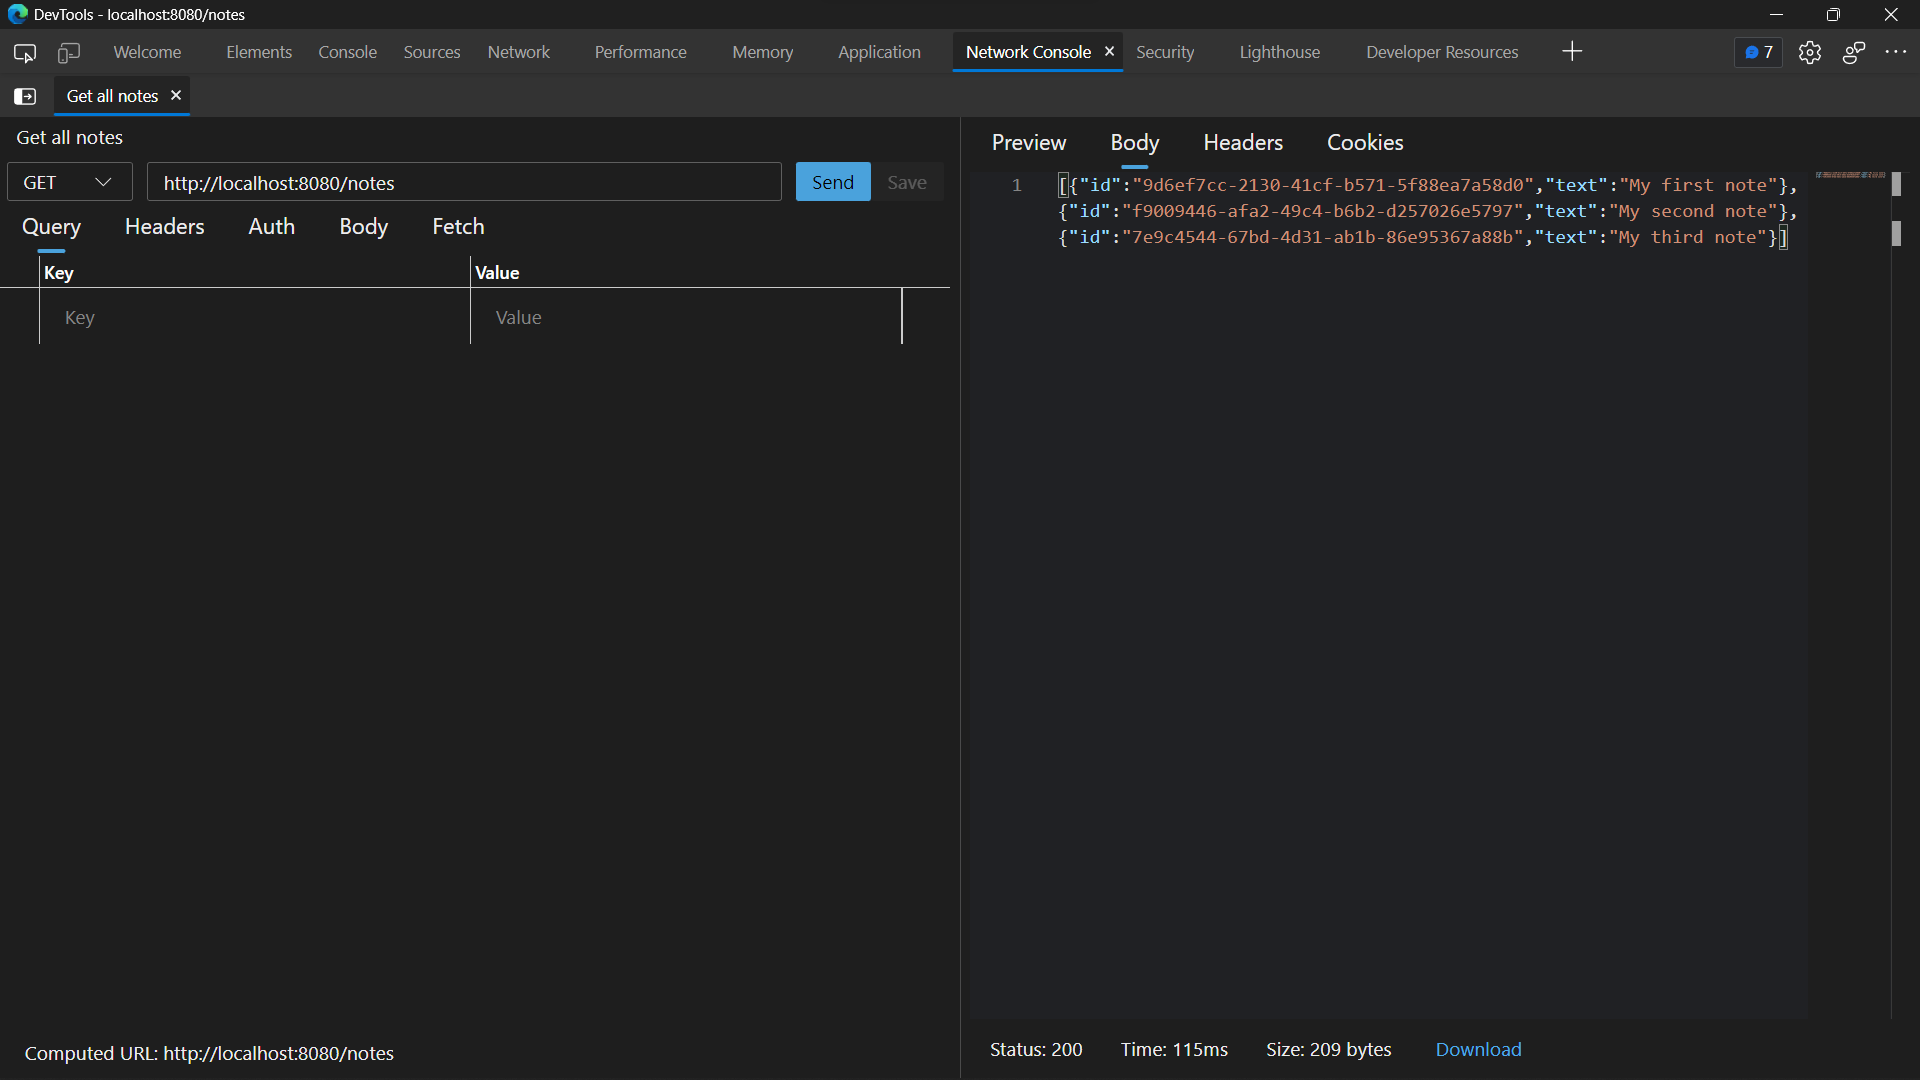 DevTools - localhost:8080/notes
Welcome Elements Console Sources Network Performance Memory Application Network Console Security Lighthouse Developer Resources 7
Get all notes
Get all notes
GET http://localhost:8080/notes Send Save
Query Headers Auth Body Fetch
Key Value
Key Value
Computed URL: http://localhost:8080/notes
Preview Body Headers Cookies
1 [{"id":"9d6ef7cc-2130-41cf-b571-5f88ea7a58d0","text":"My first note"},
{"id":"f9009446-afa2-49c4-b6b2-d257026e5797","text":"My second note"},
{"id":"7e9c4544-67bd-4d31-ab1b-86e95367a88b","text":"My third note"}]
Status: 200 Time: 115ms Size: 209 bytes Download